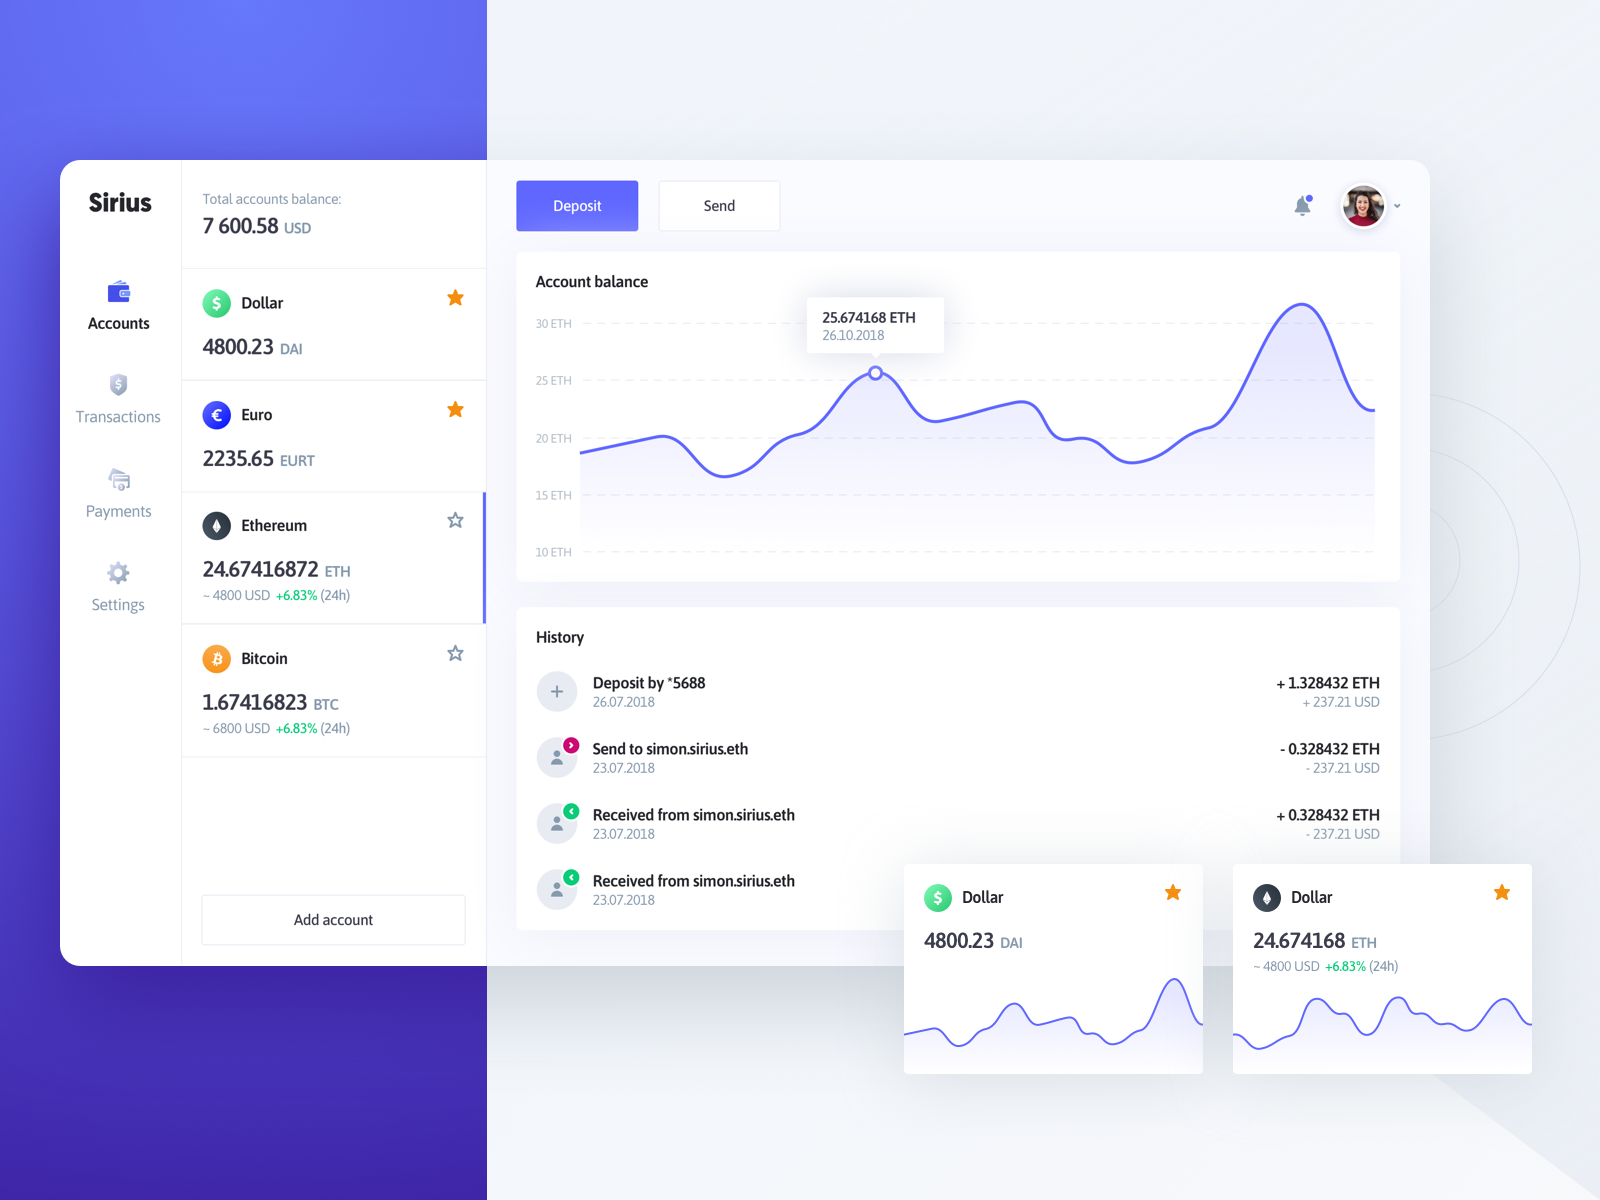 Sirius
Accounts
Transactions
Payments
Settings
Total accounts balance:
7 600.58 USD
Dollar
4800.23 DAI
Euro
2235.65 EURT
Ethereum
24.67416872 ETH
~ 4800 USD +6.83% (24h)
Bitcoin
1.67416823 BTC
~ 6800 USD +6.83% (24h)
Add account
Deposit
Send
Account balance
25.674168 ETH
26.10.2018
30 ETH
25 ETH
20 ETH
15 ETH
10 ETH
History
Deposit by *5688
26.07.2018
+ 1.328432 ETH
+ 237.21 USD
Send to simon.sirius.eth
23.07.2018
- 0.328432 ETH
- 237.21 USD
Received from simon.sirius.eth
23.07.2018
+ 0.328432 ETH
- 237.21 USD
Received from simon.sirius.eth
23.07.2018
Dollar
4800.23 DAI
Dollar
24.674168 ETH
~ 4800 USD +6.83% (24h)